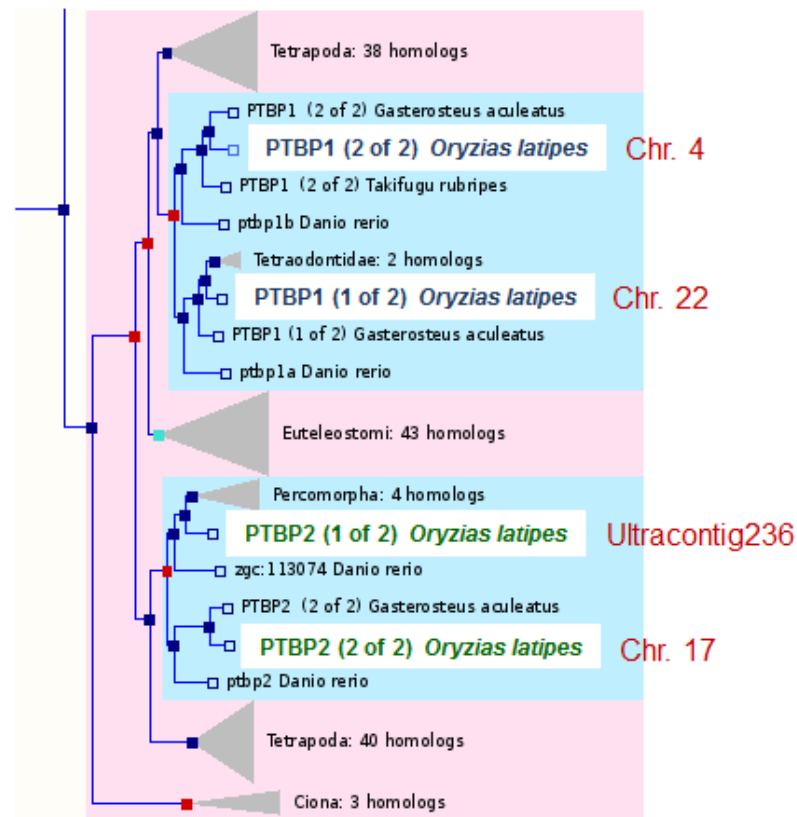 Tetrapoda: 38 homologs
PTBP1 (2 of 2) Gasterosteus aculeatus
PTBP1 (2 of 2) Oryzias latipes Chr. 4
PTBP1 (2 of 2) Takifugu rubripes
ptbp1b Danio rerio
Tetraodontidae: 2 homologs
PTBP1 (1 of 2) Oryzias latipes Chr. 22
PTBP1 (1 of 2) Gasterosteus aculeatus
ptbp1a Danio rerio
Euteleostomi: 43 homologs
Percomorpha: 4 homologs
PTBP2 (1 of 2) Oryzias latipes Ultracontig236
zgc:113074 Danio rerio
PTBP2 (2 of 2) Gasterosteus aculeatus
PTBP2 (2 of 2) Oryzias latipes Chr. 17
ptbp2 Danio rerio
Tetrapoda: 40 homologs
Ciona: 3 homologs